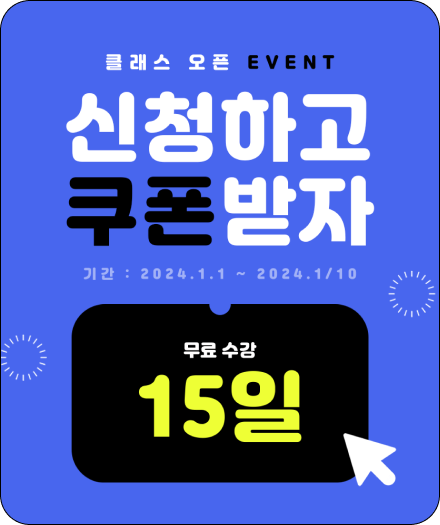 클래스 오픈 EVENT
신청하고
쿠폰받자
기간 : 2024.1.1 ~ 2024.1/10
무료 수강
15일